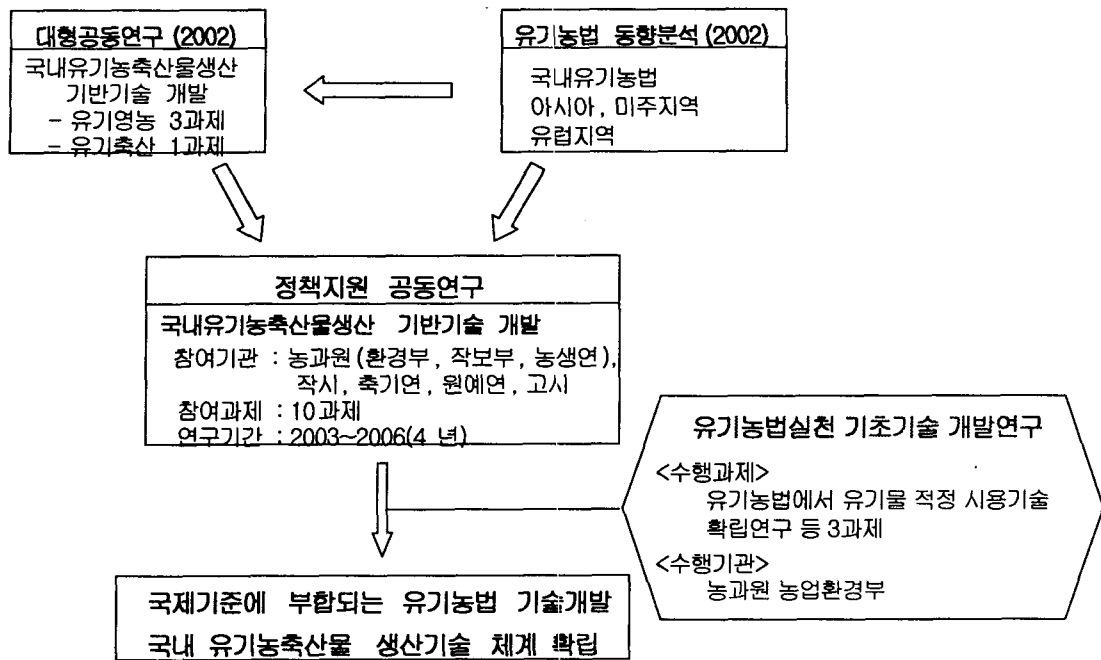 대형공동연구 (2002)
국내유기농축산물생산
기반기술 개발
- 유기영농 3과제
- 유기축산 1과제
유기농법 동향분석 (2002)
국내유기농법
아시아, 미주지역
유럽지역
정책지원 공동연구
국내유기농축산물생산 기반기술 개발
참여기관 : 농과원 (환경부, 작보부, 농생연),
작시, 축기연, 원예연, 고시
참여과제 : 10과제
연구기간 : 2003~2006(4 년)
유기농법실천 기초기술 개발연구
<수행과제>
유기농법에서 유기물 적정 시용기술
확립연구 등 3과제
<수행기관>
농과원 농업환경부
국제기준에 부합되는 유기농법 기술개발
국내 유기농축산물 생산기술 체계 확립